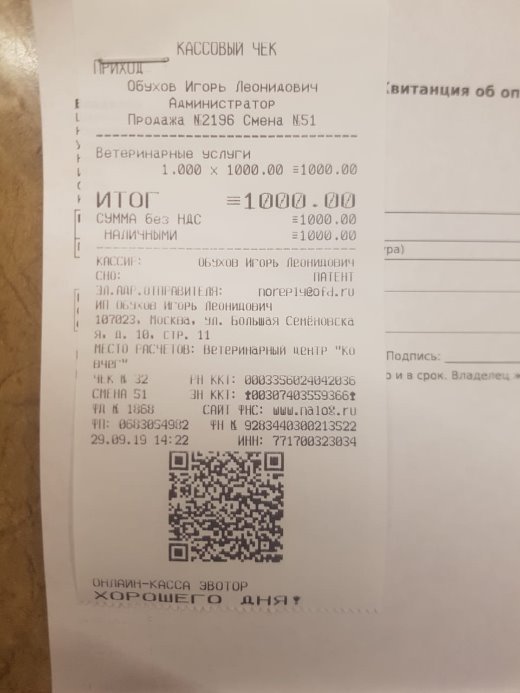 КАССОВЫЙ ЧЕК
ПРИХОД
Обухов Игорь Леонидович
Администратор
Продажа №2196 Смена №51
Ветеринарные услуги
1.000 x 1000.00 ≡1000.00
ИТОГ ≡1000.00
СУММА без НДС ≡1000.00
НАЛИЧНЫМИ ≡1000.00
КАССИР: Обухов Игорь Леонидович
СНО: ПАТЕНТ
ЭЛ.АДР.ОТПРАВИТЕЛЯ: noreply@ofd.ru
ИП Обухов Игорь Леонидович
107023, Москва, ул. Большая Семёновска
я, д. 10, стр. 11
МЕСТО РАСЧЕТОВ: Ветеринарный центр "Ко
вчег"
ЧЕК № 32 РН ККТ: 0003356024042036
СМЕНА 51 ЗН ККТ: 00307403559366
ФД № 1868 САЙТ ФНС: www.nalog.ru
ФП: 0683054982 ФН № 9283440300213522
29.09.19 14:22 ИНН: 771700323034
ОНЛАЙН-КАССА ЭВОТОР
ХОРОШЕГО ДНЯ!
Квитанция об оп
ура)
Подпись:
о и в срок. Владелец ж